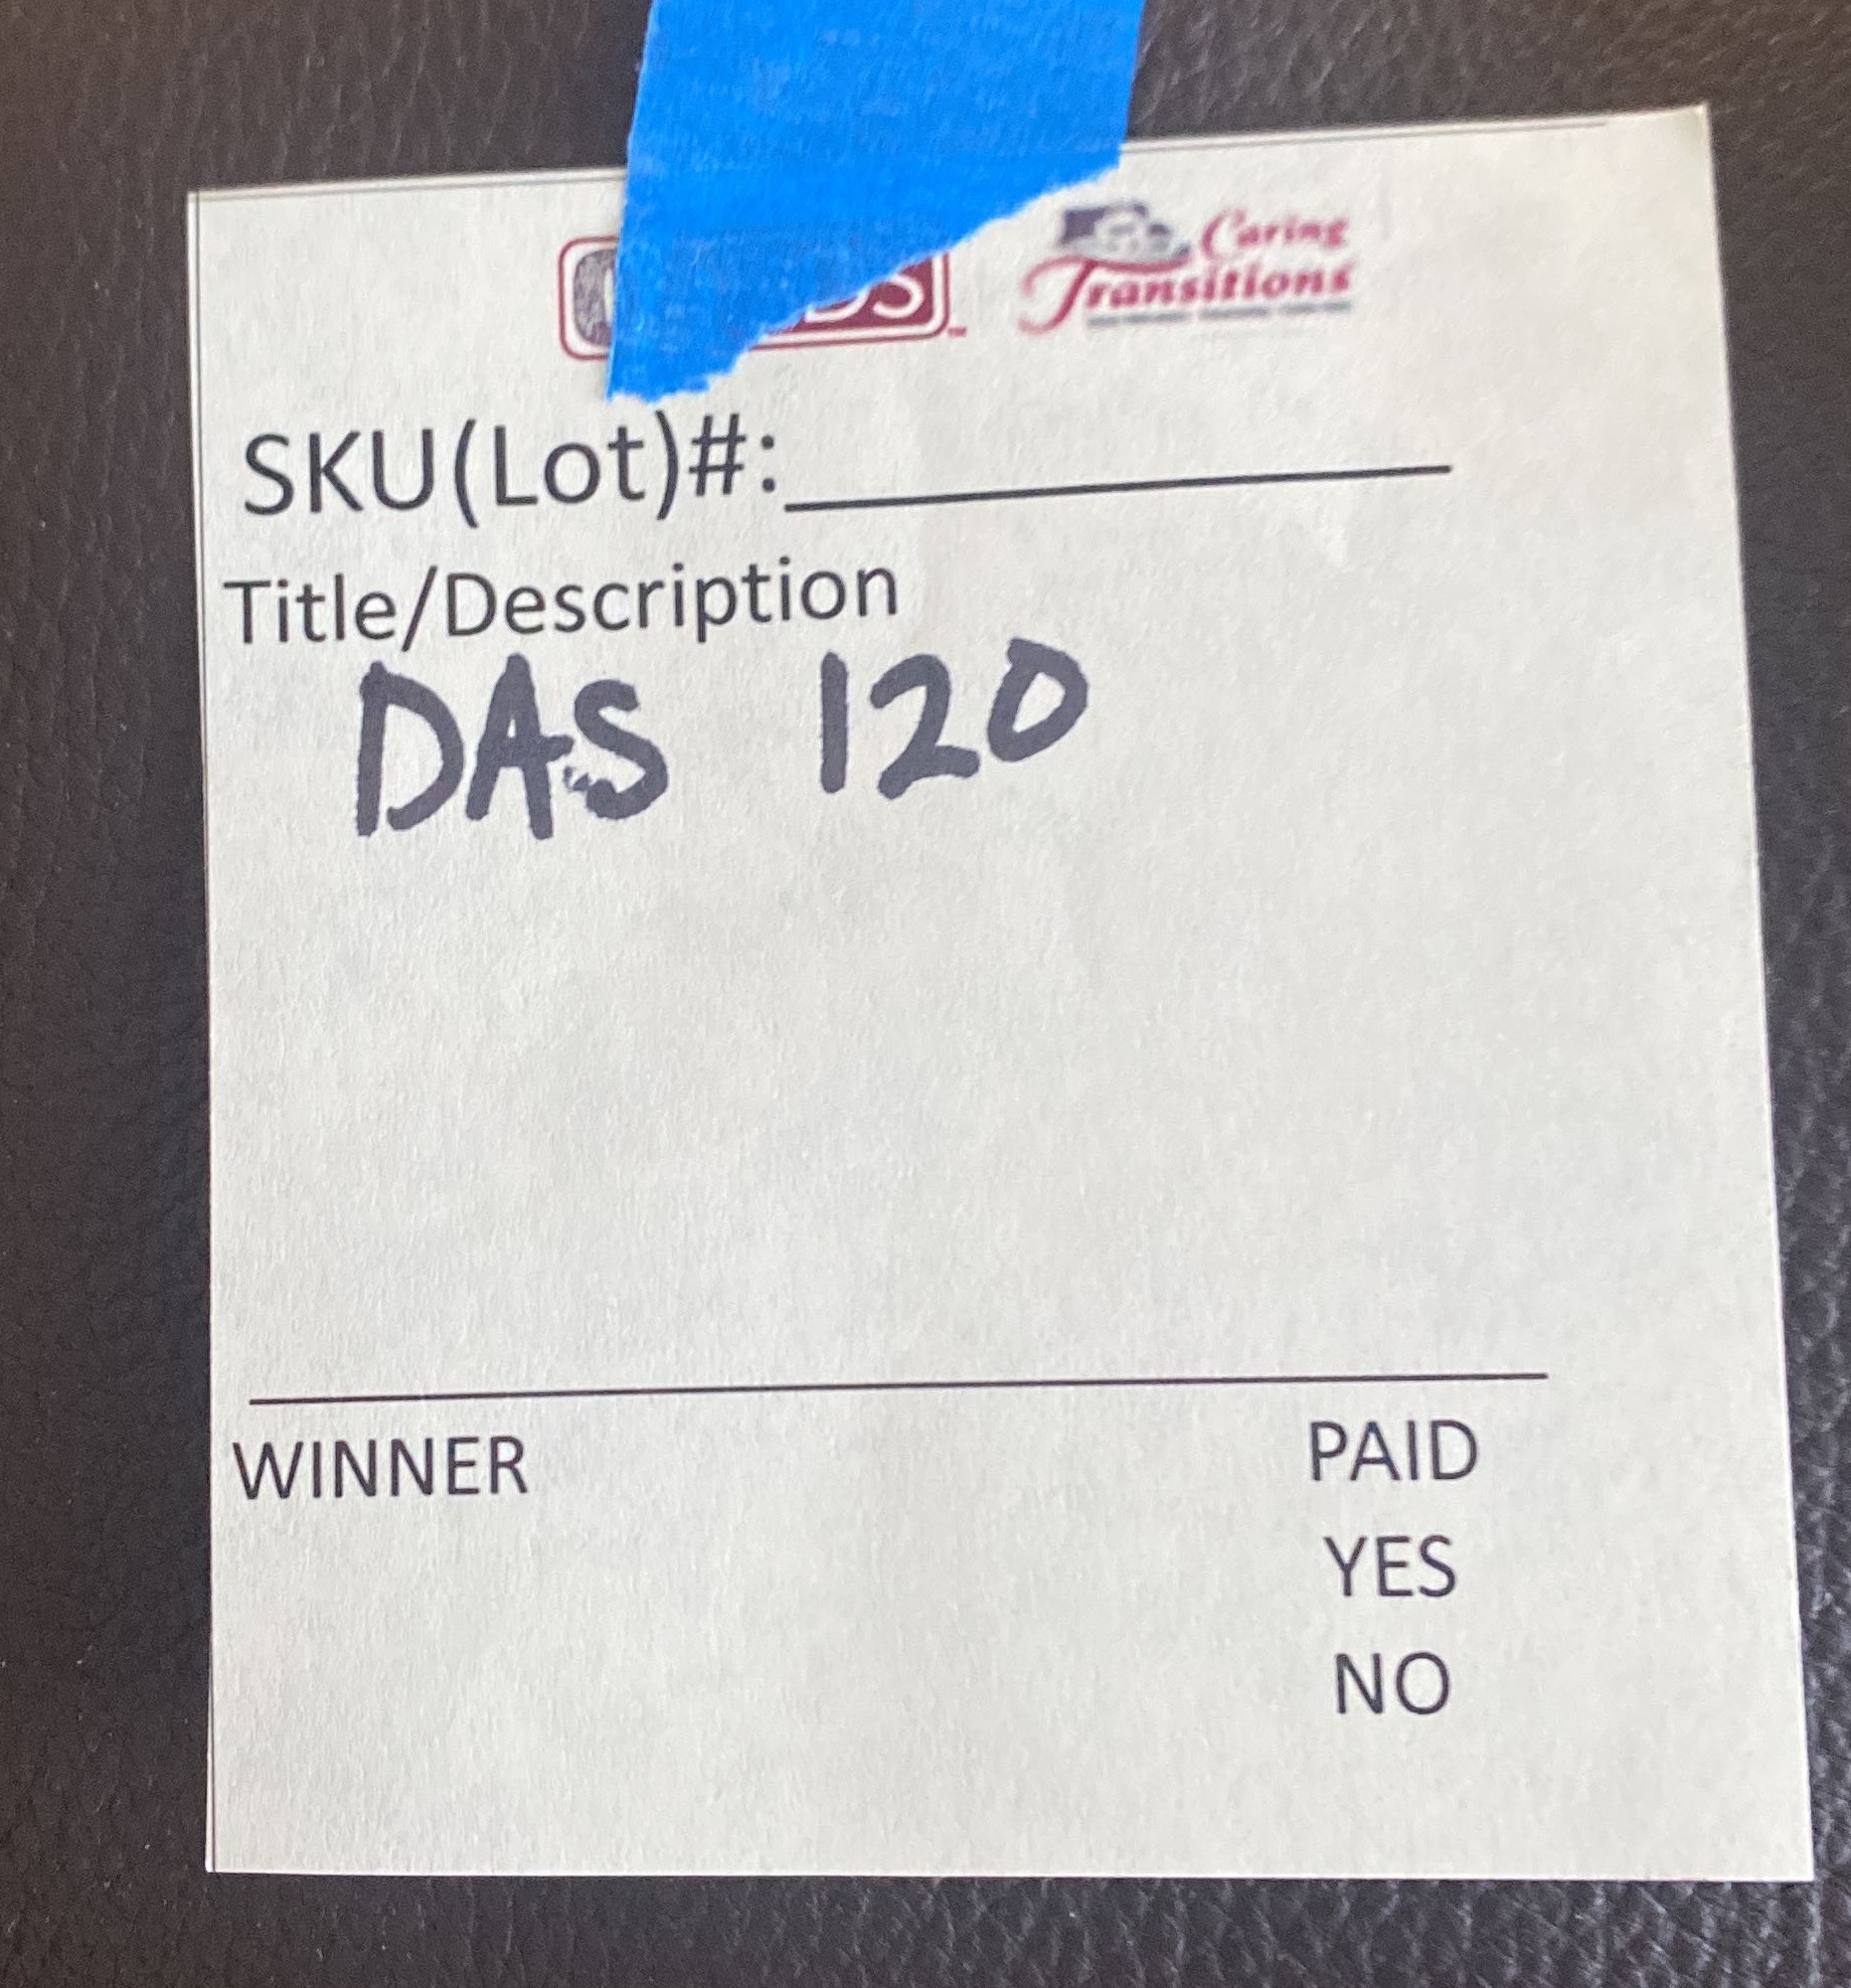 Caring
Transitions
SKU(Lot)#:
Title/Description
DAS 120
WINNER
PAID
YES
NO